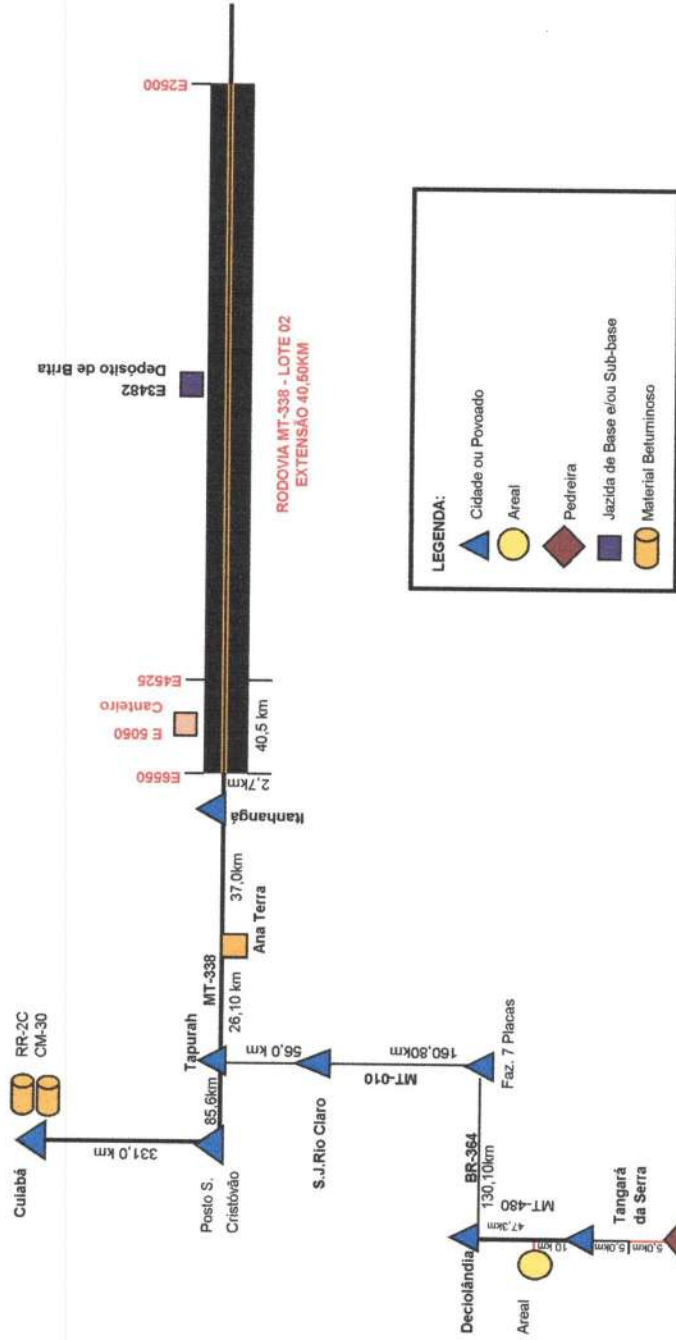 Cuiabá
RR-2C
CM-30
331,0 km
Posto S.
Cristóvão
85,6km
Tapurah
MT-338
26,10 km
Ana Terra
37,0km
Itanhangá
2,7km
E6550
E 5050
Canteiro
E4525
40,5 km
E3482
Depósito de Brita
E2500
RODOVIA MT-338 - LOTE 02
EXTENSÃO 40,50KM
56,0 km
S.J.Rio Claro
MT-010
160,80km
Faz. 7 Placas
BR-364
130,10km
Deciolândia
47,3km
MT-480
Areal
10 km
Tangará
da Serra
5,0km
5,0km
LEGENDA:
Cidade ou Povoado
Areal
Pedreira
Jazida de Base e/ou Sub-base
Material Betuminoso